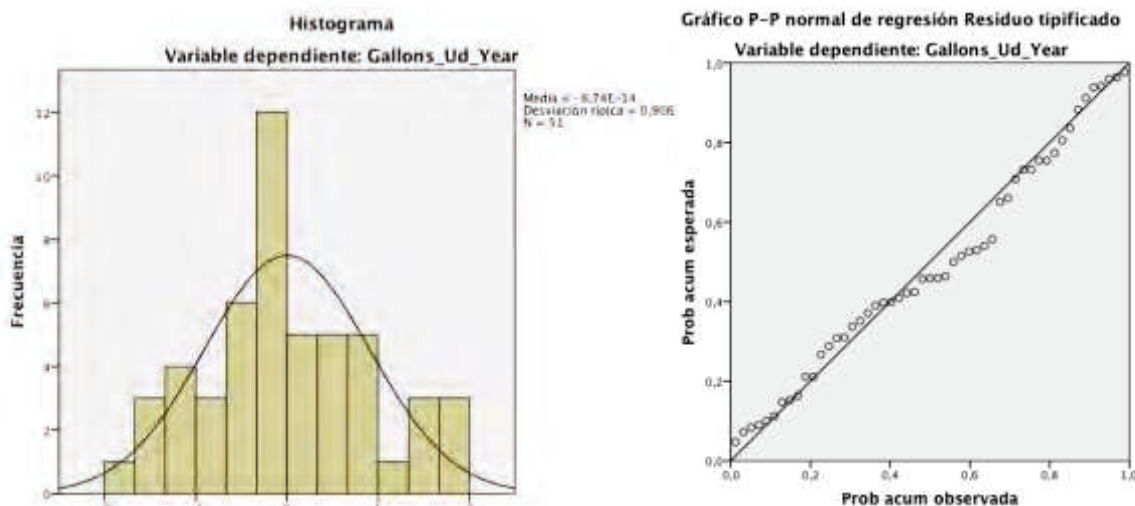 Histograma
Variable dependiente: Gallons_Ud_Year
Media = -6,74E-14
Desviación típica = 0,906
N = 51
12
10
8
6
4
2
0
Frecuencia
Gráfico P-P normal de regresión Residuo tipificado
Variable dependiente: Gallons_Ud_Year
1,0
0,8
0,6
0,4
0,2
0,0
Prob acum esperada
0,0 0,2 0,4 0,6 0,8 1,0
Prob acum observada